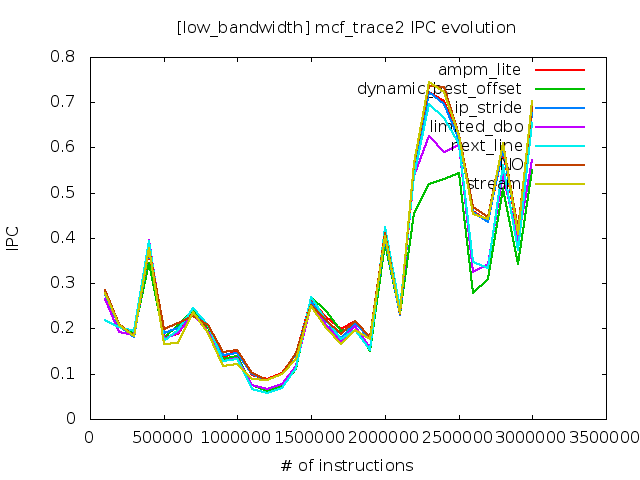 [low_bandwidth] mcf_trace2 IPC evolution
0.8
0.7
0.6
0.5
0.4
0.3
0.2
0.1
0
IPC
ampm_lite
dynamic_best_offset
ip_stride
limited_dbo
next_line
stream
0 500000 1000000 1500000 2000000 2500000 3000000 3500000
# of instructions